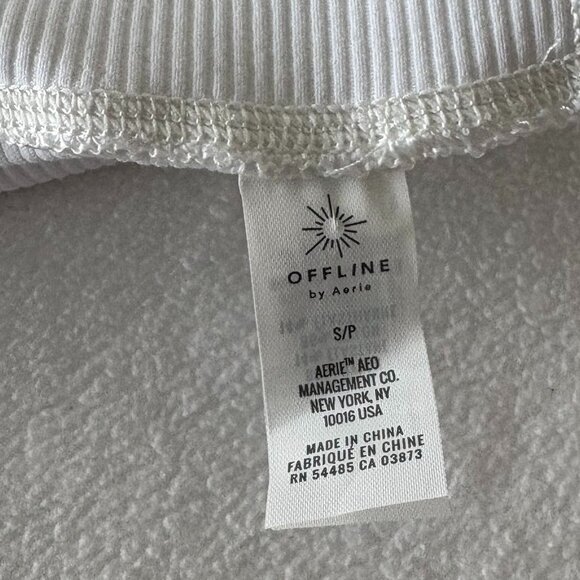 OFFLINE
by Aerie
S/P
AERIE™ AEO
MANAGEMENT CO.
NEW YORK, NY
10016 USA
MADE IN CHINA
FABRIQUÉ EN CHINE
RN 54485 CA 03873